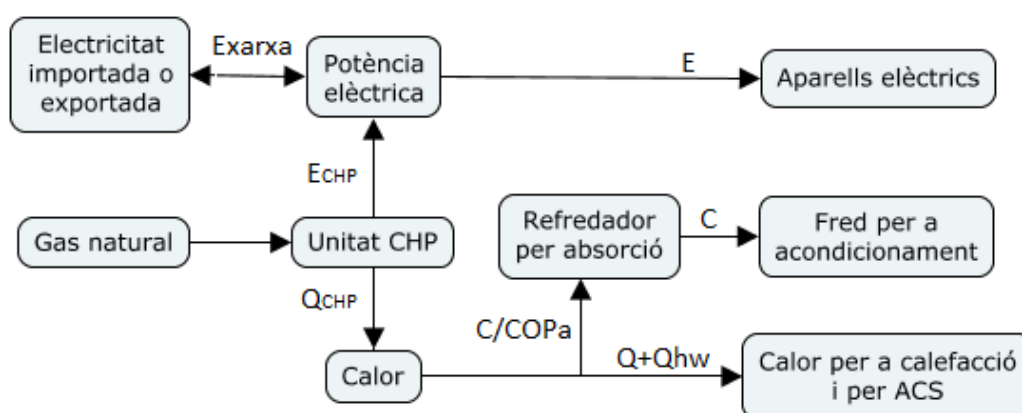 Electricitat
importada o
exportada
Exarxa
Potència
elèctrica
E
Aparells elèctrics
ECHP
Gas natural
Unitat CHP
Refredador
per absorció
C
Fred per a
acondicionament
QCHP
C/COPa
Calor
Q+Qhw
Calor per a calefacció
i per ACS